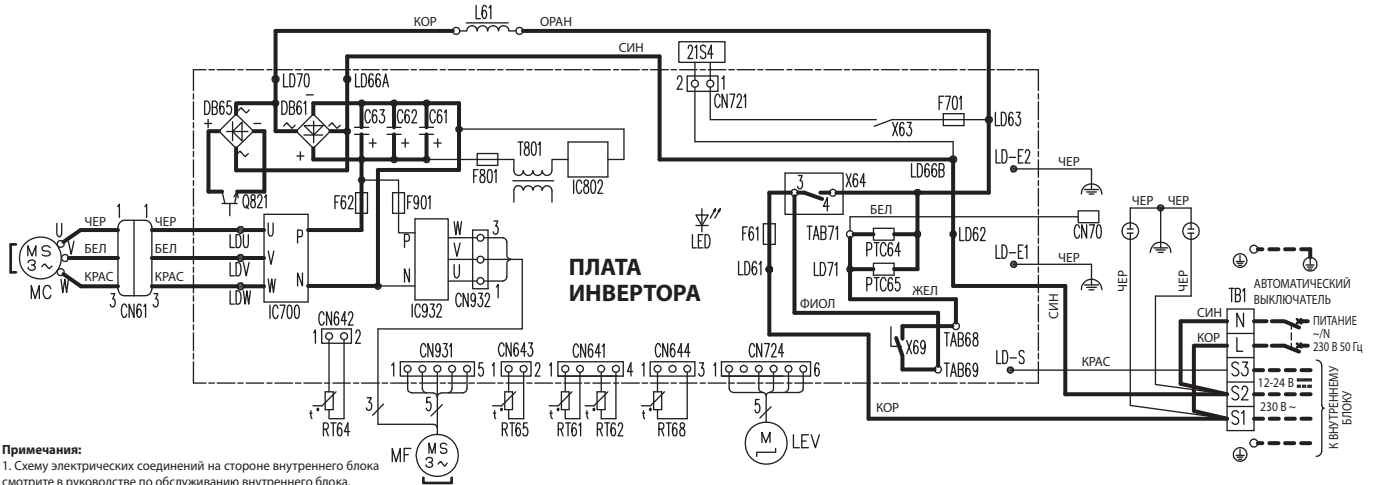 L61
КОР
ОРАН
СИН
21S4
2
1
CN721
LD70
LD66A
DB65
DB61
+
-
~
C63
C62
C61
+
+
+
F701
X63
LD63
T801
F801
IC802
LD66B
LD-E2
ЧЕР
Q821
F62
F901
3
4
X64
LED
F61
БЕЛ
TAB71
PTC64
CN70
LD62
ЧЕР
ЧЕР
U
V
W
ЧЕР
БЕЛ
КРАС
1
1
3
3
ЧЕР
БЕЛ
КРАС
LDU
LDV
LDW
U
V
W
P
N
IC700
P
N
W
V
U
3
1
IC932
CN932
ПЛАТА
ИНВЕРТОРА
LD61
LD71
PTC65
LD-E1
ЧЕР
MS
3 ~
MC
CN61
ФИОЛ
ЖЕЛ
СИН
ЧЕР
ЧЕР
TB1
АВТОМАТИЧЕСКИЙ
ВЫКЛЮЧАТЕЛЬ
СИН
N
ПИТАНИЕ
~/N
230 В 50 Гц
КОР
L
X69
TAB68
TAB69
LD-S
КРАС
S3
12-24 В
S2
230 В ~
S1
К ВНУТРЕННЕМУ
БЛОКУ
CN642
1
2
CN931
1
5
CN643
1
2
CN641
1
4
CN644
1
3
CN724
1
6
КОР
t°
RT64
3
5
t°
RT65
t°
RT61
t°
RT62
t°
RT68
5
M
LEV
MF
MS
3 ~
Примечания:
1. Схему электрических соединений на стороне внутреннего блока
смотрите в руководстве по обслуживанию внутреннего блока.